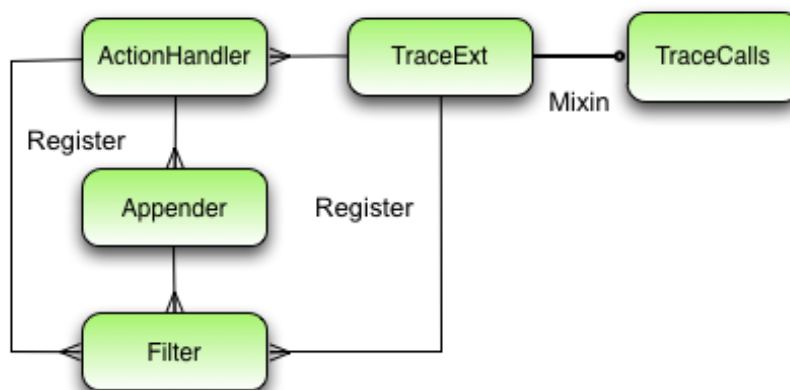 ActionHandler
TraceExt
TraceCalls
Mixin
Register
Appender
Register
Filter